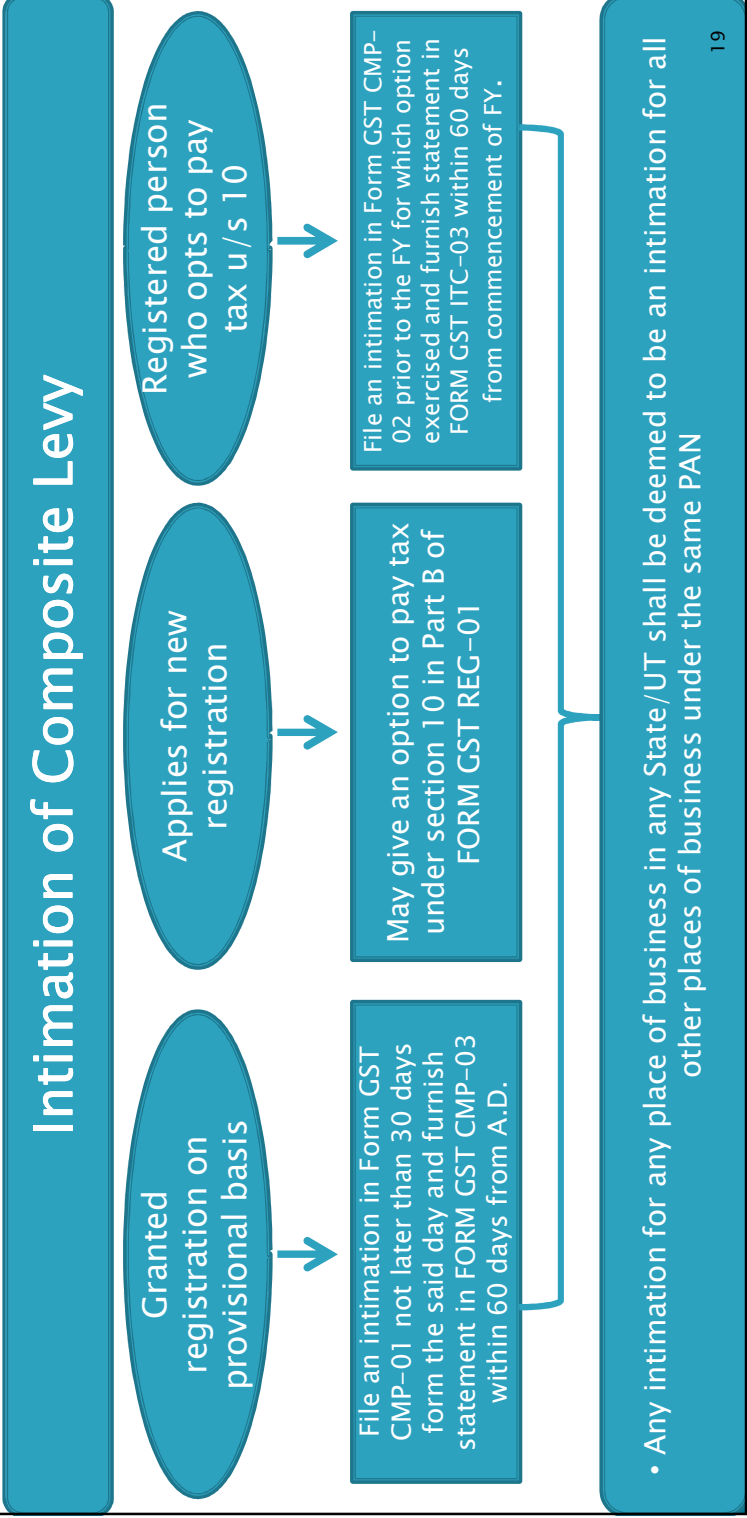 Intimation of Composite Levy
Granted
registration on
provisional basis
File an intimation in Form GST
CMP-01 not later than 30 days
form the said day and furnish
statement in FORM GST CMP-03
within 60 days from A.D.
Applies for new
registration
May give an option to pay tax
under section 10 in Part B of
FORM GST REG-01
Registered person
who opts to pay
tax u/s 10
File an intimation in Form GST CMP-
02 prior to the FY for which option
exercised and furnish statement in
FORM GST ITC-03 within 60 days
from commencement of FY.
• Any intimation for any place of business in any State/UT shall be deemed to be an intimation for all
other places of business under the same PAN
19